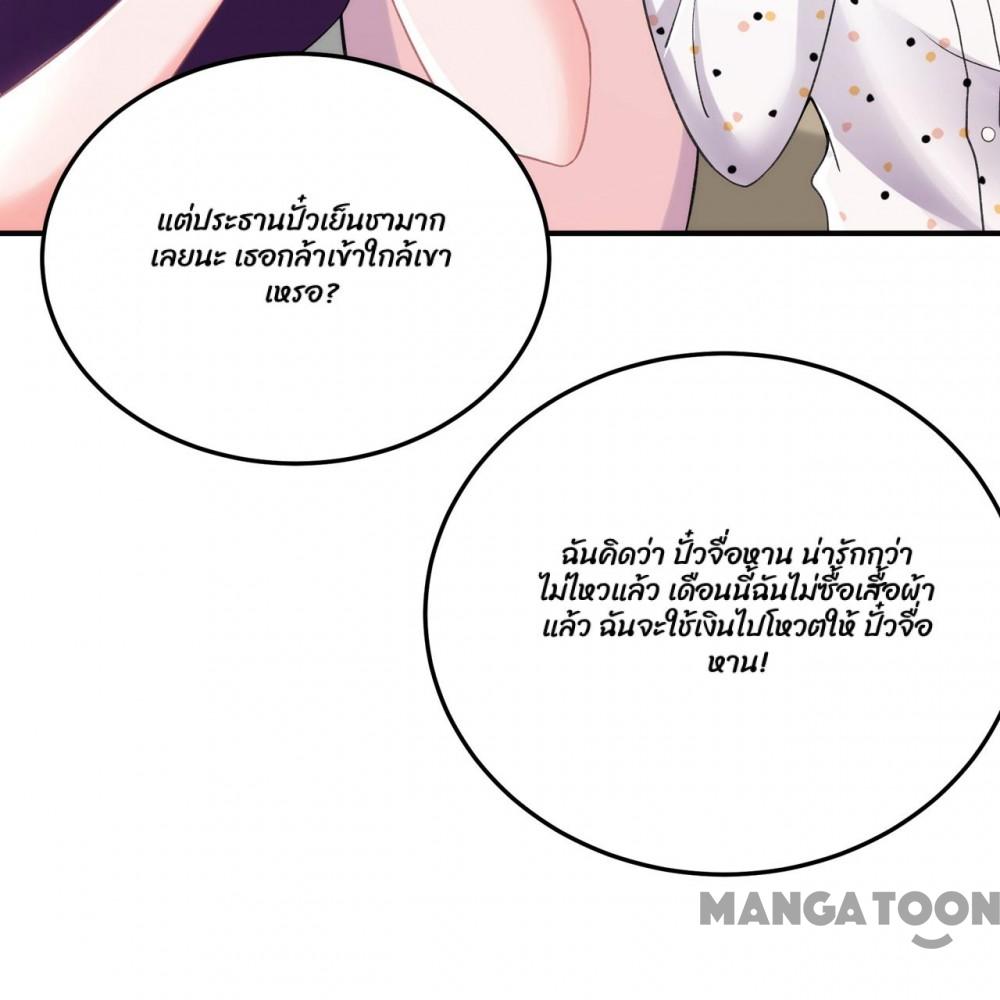 แต่ประธานปั๋วเย็นชามาก
เลยนะ เธอกล้าเข้าใกล้เขา
เหรอ?
ฉันคิดว่า ปั๋วจื่อหาน น่ารักกว่า
ไม่ไหวแล้ว เดือนนี้ฉันไม่ซื้อเสื้อผ้า
แล้ว ฉันจะใช้เงินไปโหวตให้ ปั๋วจื่อ
หาน!
MANGATOON